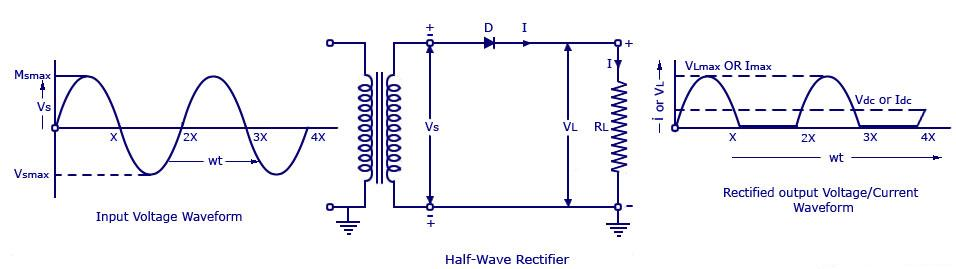 Msmax
Vs
Vsmax
X
2X
3X
4X
wt
Input Voltage Waveform
±
Vs
+
D
I
VL
+
I
RL
-
Half-Wave Rectifier
i or VL
VLmax OR Imax
Vdc or Idc
X
2X
3X
4X
wt
Rectified output Voltage/Current
Waveform